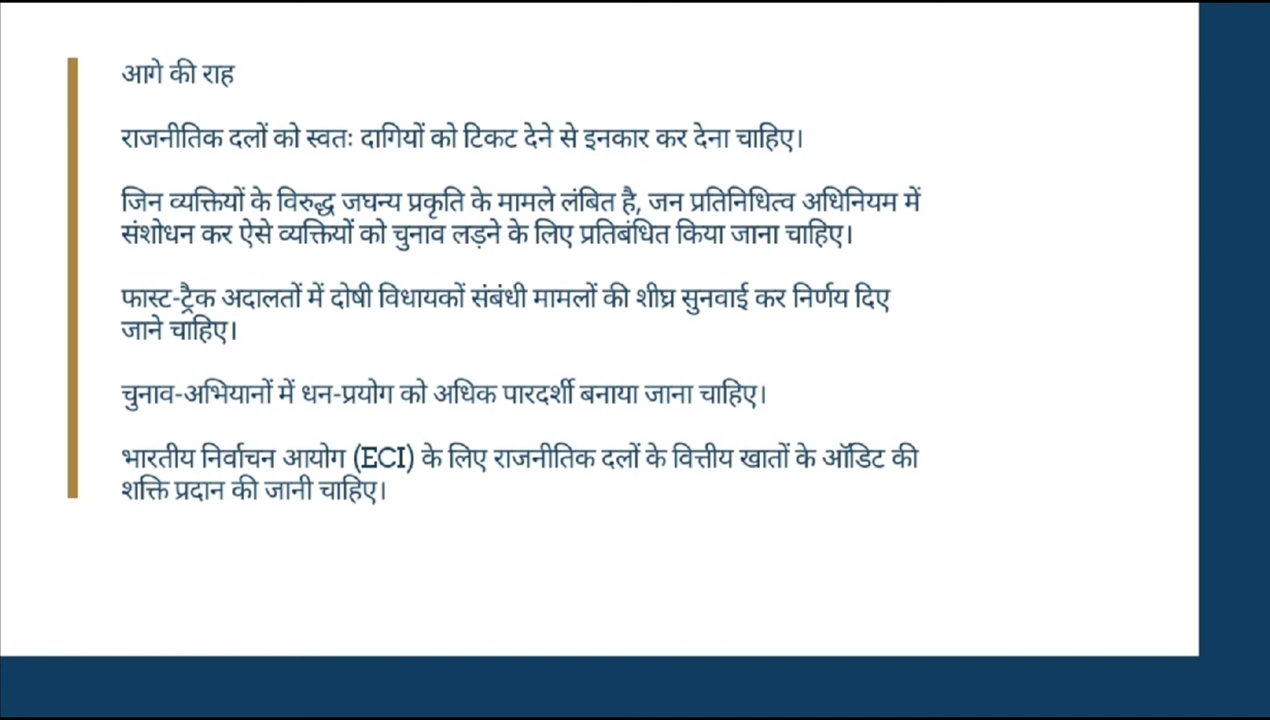 आगे की राह
राजनीतिक दलों को स्वतः दागियों को टिकट देने से इनकार कर देना चाहिए।
जिन व्यक्तियों के विरुद्ध जघन्य प्रकृति के मामले लंबित है, जन प्रतिनिधित्व अधिनियम में
संशोधन कर ऐसे व्यक्तियों को चुनाव लड़ने के लिए प्रतिबंधित किया जाना चाहिए।
फास्ट-ट्रैक अदालतों में दोषी विधायकों संबंधी मामलों की शीघ्र सुनवाई कर निर्णय दिए
जाने चाहिए।
चुनाव-अभियानों में धन-प्रयोग को अधिक पारदर्शी बनाया जाना चाहिए।
भारतीय निर्वाचन आयोग (ECI) के लिए राजनीतिक दलों के वित्तीय खातों के ऑडिट की
शक्ति प्रदान की जानी चाहिए।